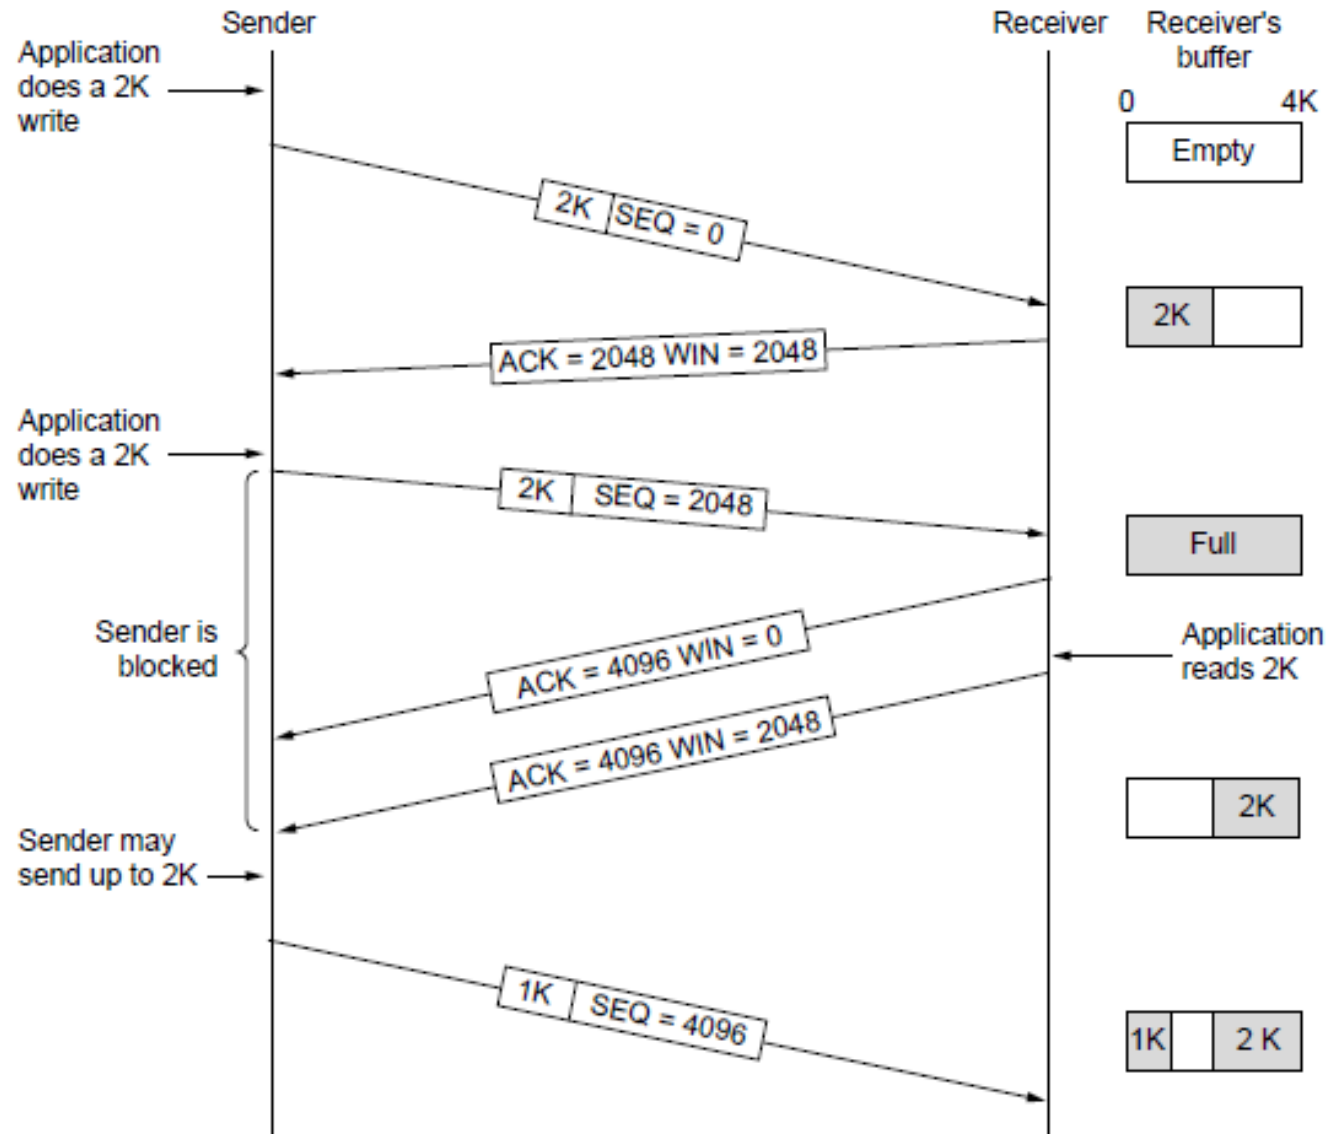 Sender
Receiver
Receiver's
buffer
Application
does a 2K
write
0
4K
Empty
2K
SEQ = 0
2K
ACK = 2048 WIN = 2048
Application
does a 2K
write
2K
SEQ = 2048
Full
Sender is
blocked
ACK = 4096 WIN = 0
Application
reads 2K
ACK = 4096 WIN = 2048
2K
Sender may
send up to 2K
1K
SEQ = 4096
1K
2 K